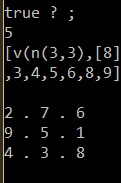 true ? ;
5
[v(n(3,3),[8]
,3,4,5,6,8,9]
2 . 7 . 6
9 . 5 . 1
4 . 3 . 8